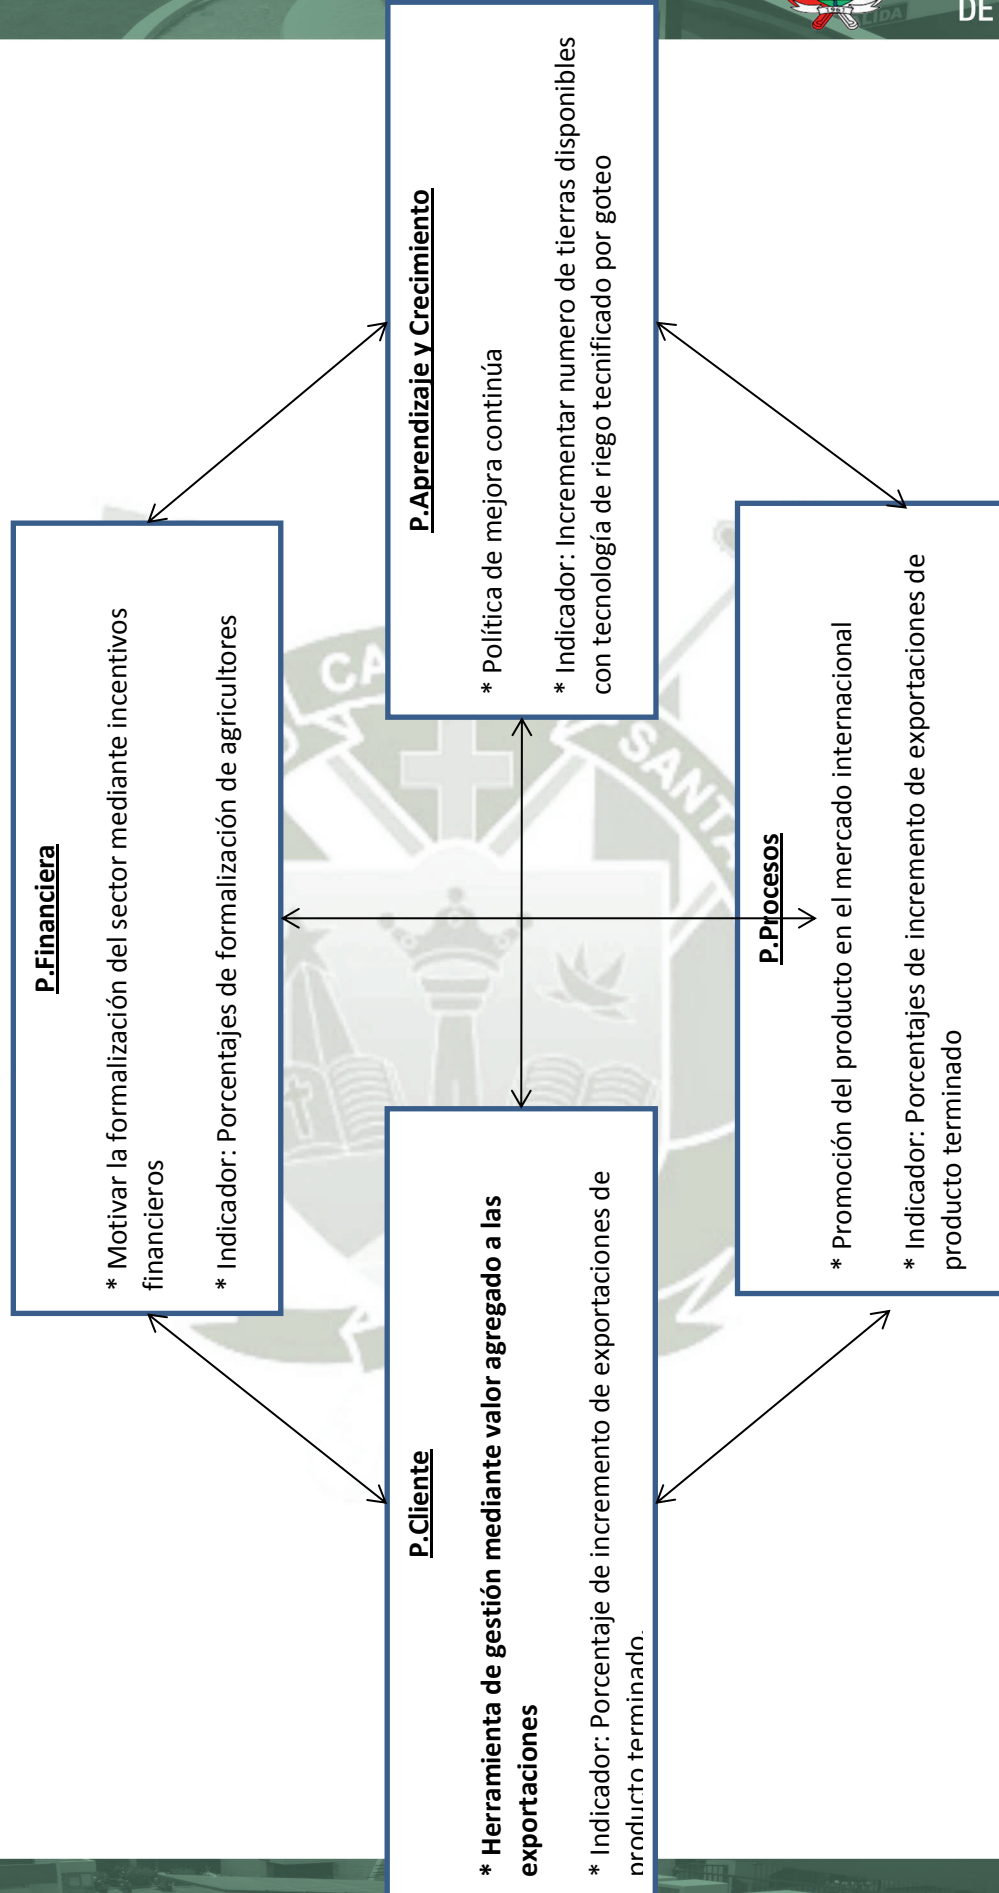 P.Financiera
* Motivar la formalización del sector mediante incentivos
financieros
* Indicador: Porcentajes de formalización de agricultores
P.Cliente
* Herramienta de gestión mediante valor agregado a las
exportaciones
* Indicador: Porcentaje de incremento de exportaciones de
producto terminado.
P.Aprendizaje y Crecimiento
* Política de mejora continúa
* Indicador: Incrementar numero de tierras disponibles
con tecnología de riego tecnificado por goteo
P.Procesos
* Promoción del producto en el mercado internacional
* Indicador: Porcentajes de incremento de exportaciones de
producto terminado
DE
SANTA
CA
1962